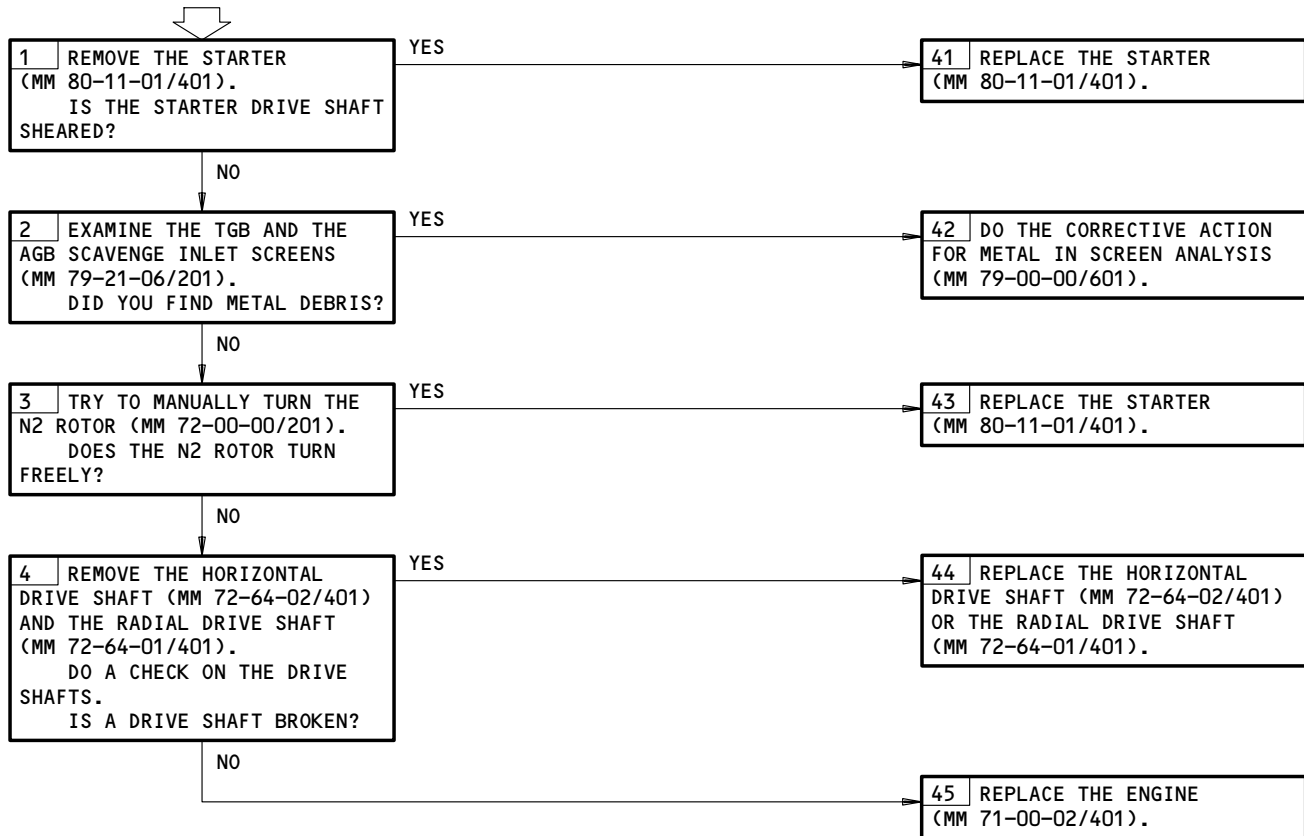 1 REMOVE THE STARTER
(MM 80-11-01/401).
IS THE STARTER DRIVE SHAFT
SHEARED?
YES
41 REPLACE THE STARTER
(MM 80-11-01/401).
NO
2 EXAMINE THE TGB AND THE
AGB SCAVENGE INLET SCREENS
(MM 79-21-06/201).
DID YOU FIND METAL DEBRIS?
YES
42 DO THE CORRECTIVE ACTION
FOR METAL IN SCREEN ANALYSIS
(MM 79-00-00/601).
NO
3 TRY TO MANUALLY TURN THE
N2 ROTOR (MM 72-00-00/201).
DOES THE N2 ROTOR TURN
FREELY?
YES
43 REPLACE THE STARTER
(MM 80-11-01/401).
NO
4 REMOVE THE HORIZONTAL
DRIVE SHAFT (MM 72-64-02/401)
AND THE RADIAL DRIVE SHAFT
(MM 72-64-01/401).
DO A CHECK ON THE DRIVE
SHAFTS.
IS A DRIVE SHAFT BROKEN?
YES
44 REPLACE THE HORIZONTAL
DRIVE SHAFT (MM 72-64-02/401)
OR THE RADIAL DRIVE SHAFT
(MM 72-64-01/401).
NO
45 REPLACE THE ENGINE
(MM 71-00-02/401).